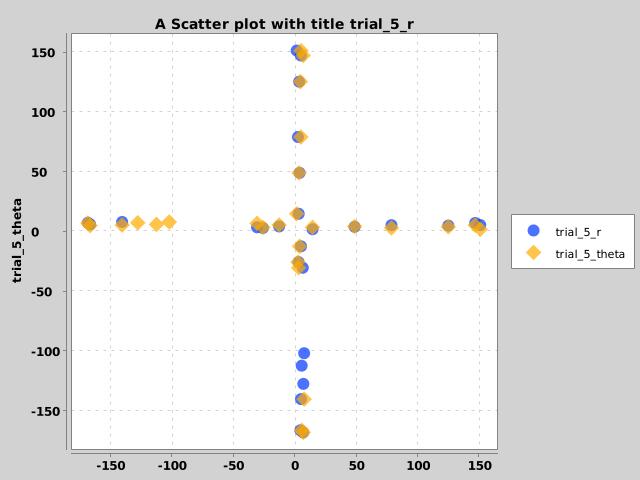 A Scatter plot with title trial_5_r
trial_5_theta
150
100
50
0
-50
-100
-150
-150 -100 -50 0 50 100 150
trial_5_r
trial_5_theta